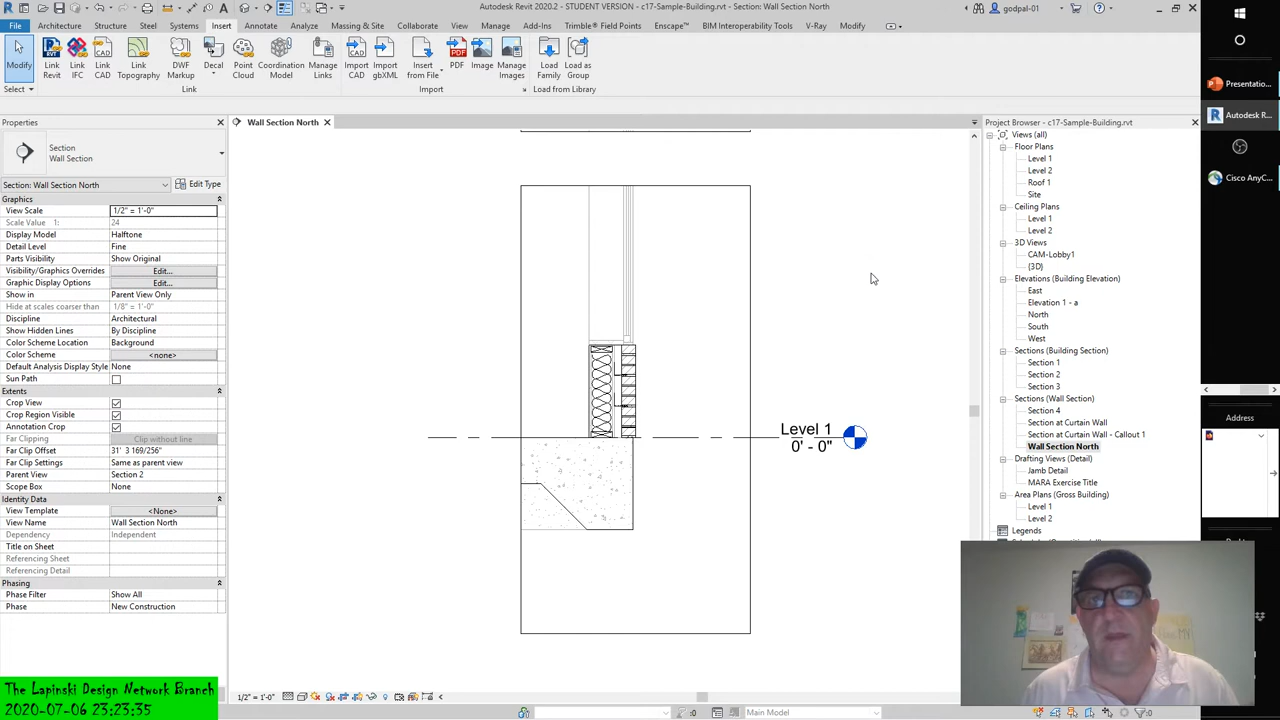 Autodesk Revit 2020.2 - STUDENT VERSION - c17-Sample-Building.rvt - Section: Wall Section North
godpal-01
File Architecture Structure Steel Systems Insert Annotate Analyze Massing & Site Collaborate View Manage Add-Ins Trimble® Field Points Enscape™ BIM Interoperability Tools V-Ray Modify
Modify
Link Revit
Link IFC
Link CAD
Link Topography
DWF Markup
Decal
Point Cloud
Coordination Model
Manage Links
Import CAD
Import gbXML
Insert from File
PDF
Image
Manage Images
Load Family
Load as Group
Select
Link
Import
Load from Library
Properties
Wall Section North
Project Browser - c17-Sample-Building.rvt
Section
Wall Section
Section: Wall Section North
Edit Type
Graphics
View Scale 1/2" = 1'-0"
Scale Value 1: 24
Display Model Halftone
Detail Level Fine
Parts Visibility Show Original
Visibility/Graphics Overrides Edit...
Graphic Display Options Edit...
Show in Parent View Only
Hide at scales coarser than 1/8" = 1'-0"
Discipline Architectural
Show Hidden Lines By Discipline
Color Scheme Location Background
Color Scheme <none>
Default Analysis Display Style None
Sun Path
Extents
Crop View
Crop Region Visible
Annotation Crop
Far Clipping Clip without line
Far Clip Offset 31' 3 169/256"
Far Clip Settings Same as parent view
Parent View Section 2
Scope Box None
Identity Data
View Template <None>
View Name Wall Section North
Dependency Independent
Title on Sheet
Referencing Sheet
Referencing Detail
Phasing
Phase Filter Show All
Phase New Construction
Level 1
0' - 0"
Views (all)
Floor Plans
Level 1
Level 2
Roof 1
Site
Ceiling Plans
Level 1
Level 2
3D Views
CAM-Lobby1
{3D}
Elevations (Building Elevation)
East
Elevation 1 - a
North
South
West
Sections (Building Section)
Section 1
Section 2
Section 3
Sections (Wall Section)
Section 4
Section at Curtain Wall
Section at Curtain Wall - Callout 1
Wall Section North
Drafting Views (Detail)
Jamb Detail
MARA Exercise Title
Area Plans (Gross Building)
Level 1
Level 2
Legends
Presentatio...
Autodesk R...
Cisco AnyC...
Address
The Lapinski Design Network Branch
2020-07-06 23:23:35
1/2" = 1'-0"
:0
Main Model
:0